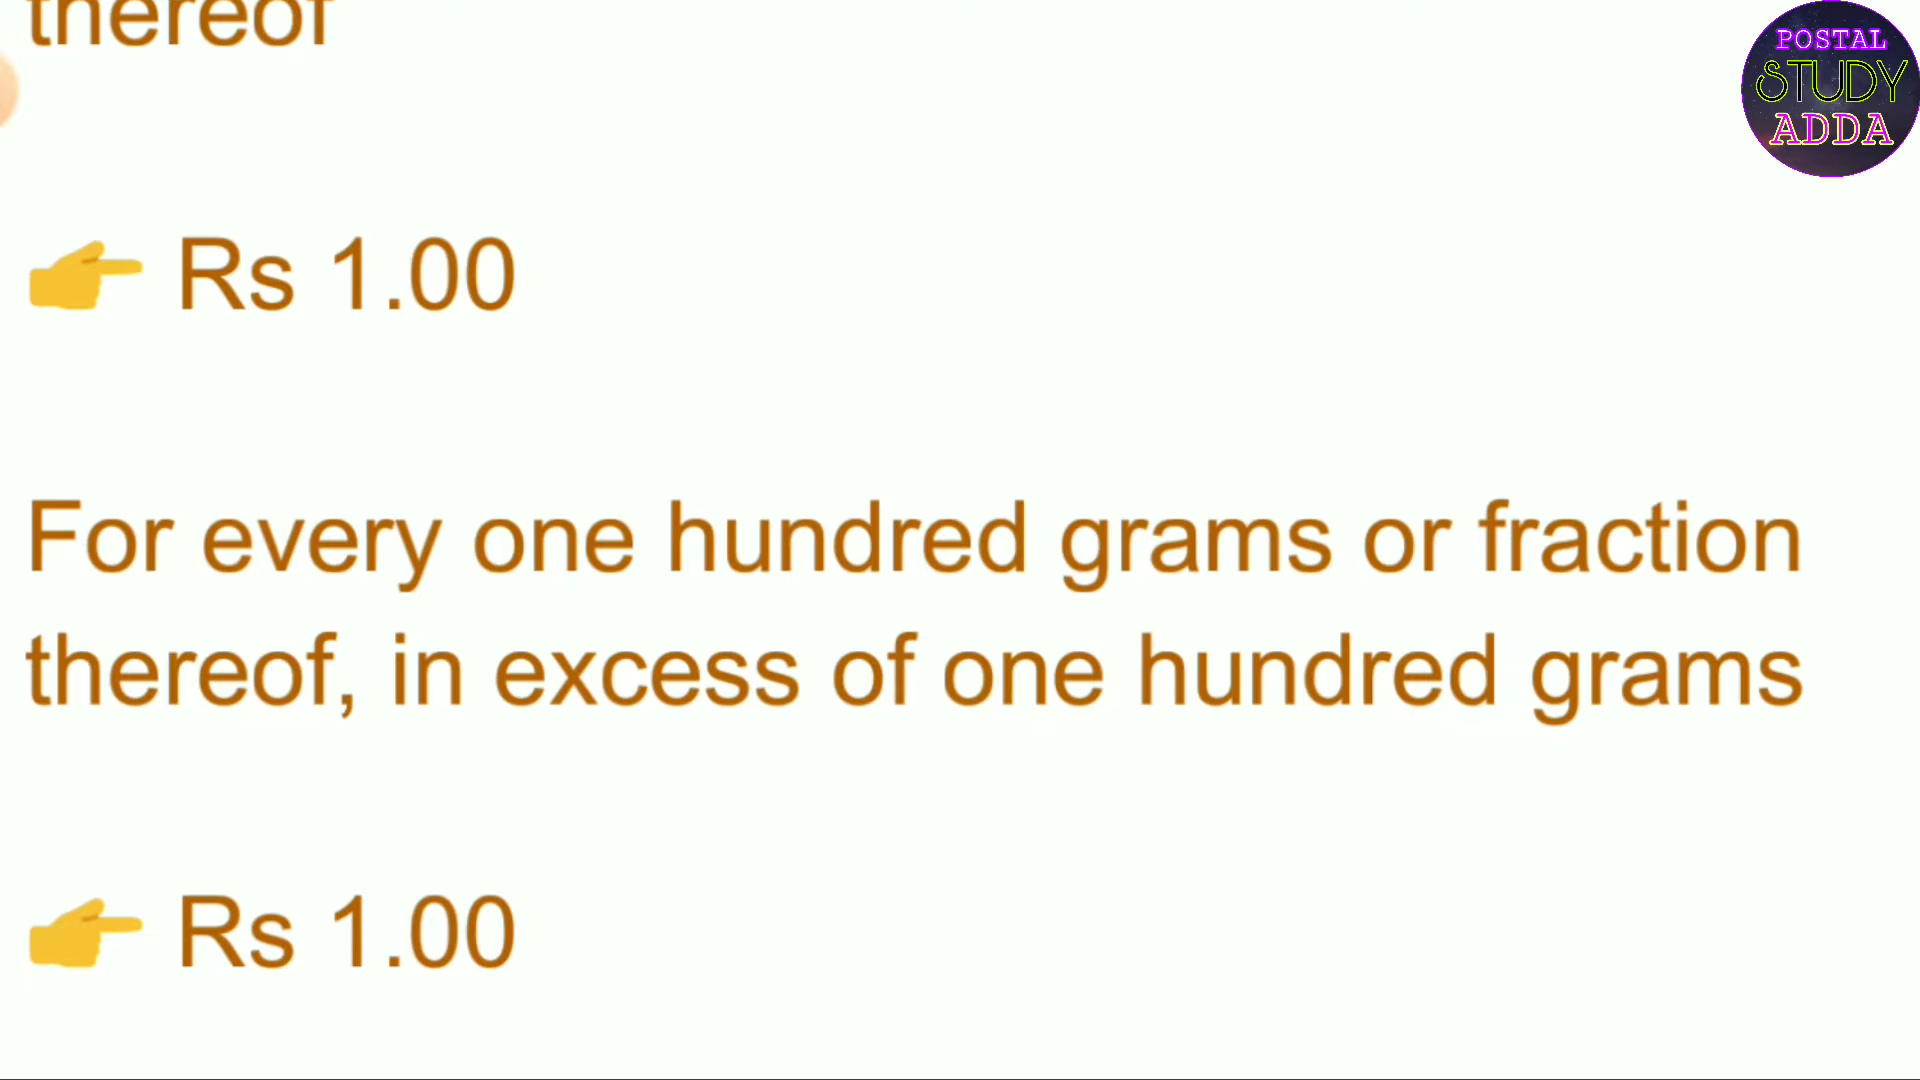 thereof
POSTAL
STUDY
ADDA
👉 Rs 1.00
For every one hundred grams or fraction
thereof, in excess of one hundred grams
👉 Rs 1.00